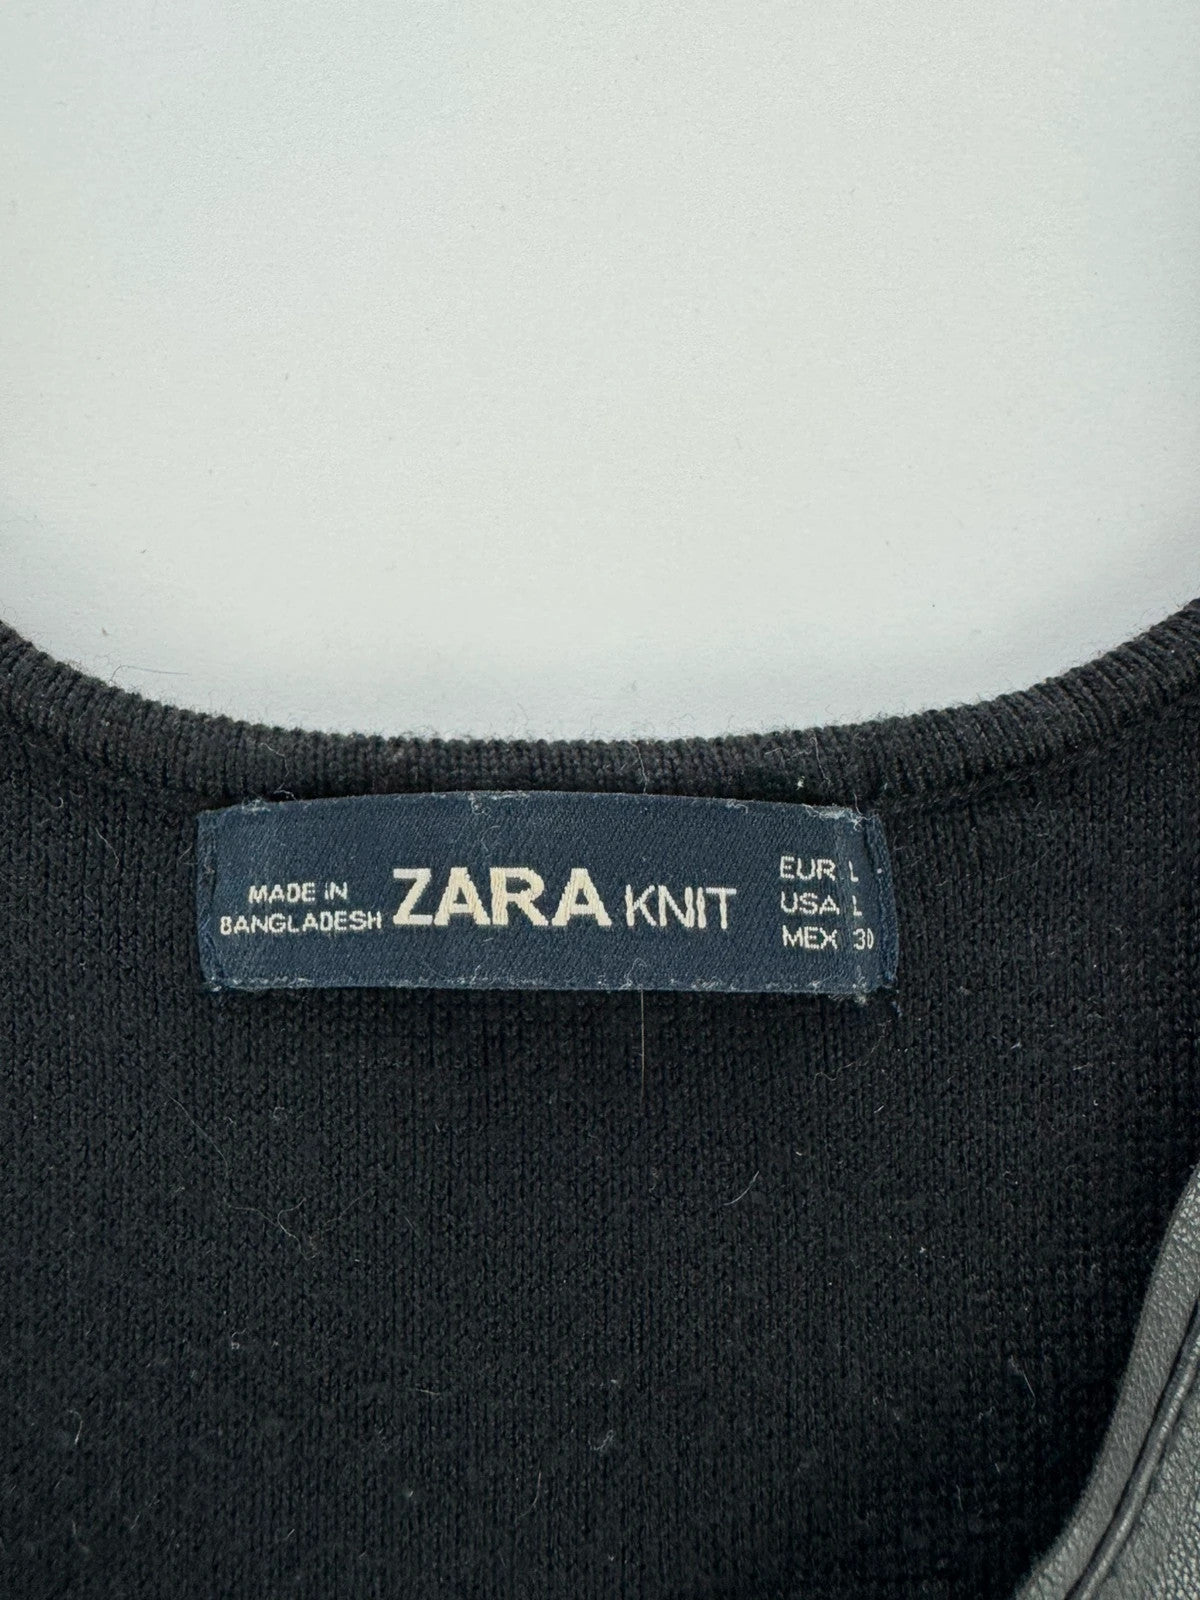 MADE IN
BANGLADESH
ZARA KNIT
EUR L
USA L
MEX 30